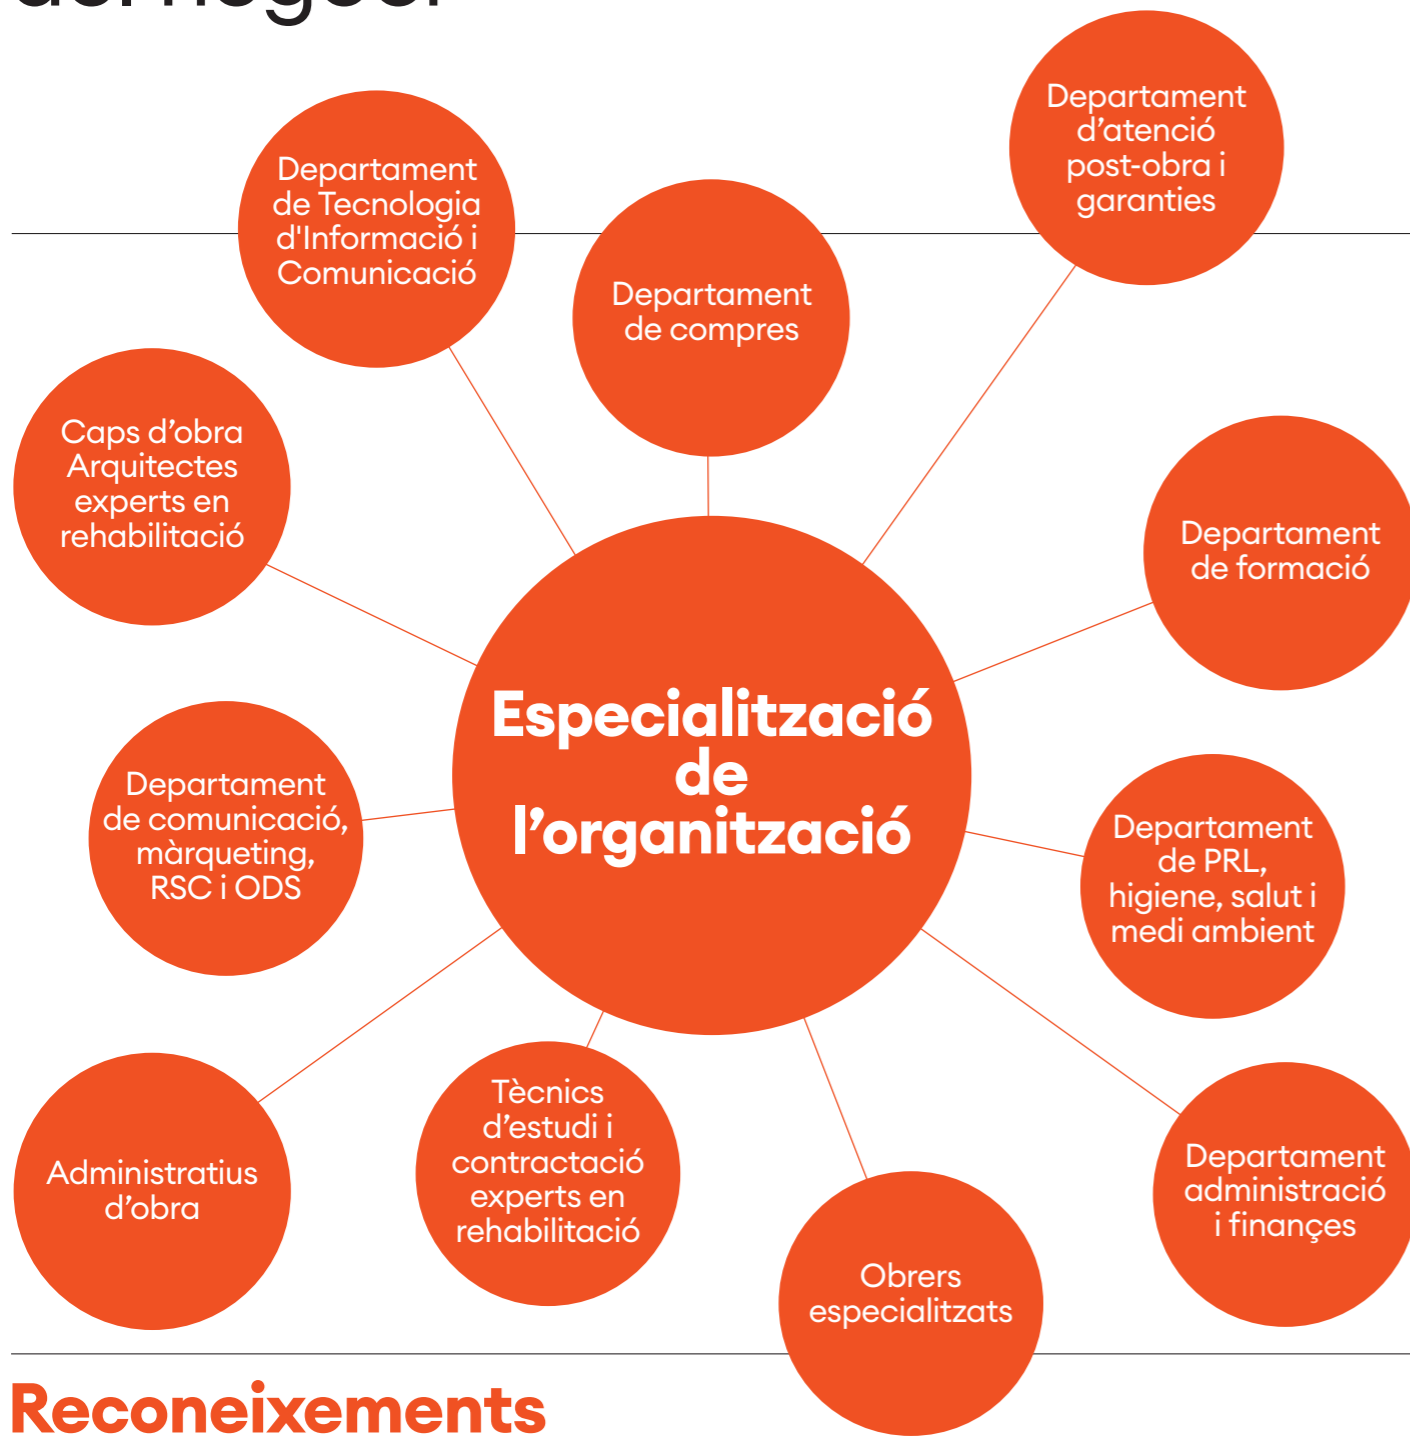 Departament
d'atenció
post-obra i
garanties
Departament
de Tecnologia
d'Informació i
Comunicació
Departament
de compres
Caps d'obra
Arquitectes
experts en
rehabilitació
Departament
de formació
Especialització
de
l'organització
Departament
de comunicació,
màrqueting,
RSC i ODS
Departament
de PRL,
higiene, salut i
medi ambient
Administratius
d'obra
Tècnics
d'estudi i
contractació
experts en
rehabilitació
Departament
administració
i finançes
Obrers
especialitzats
Reconeixements